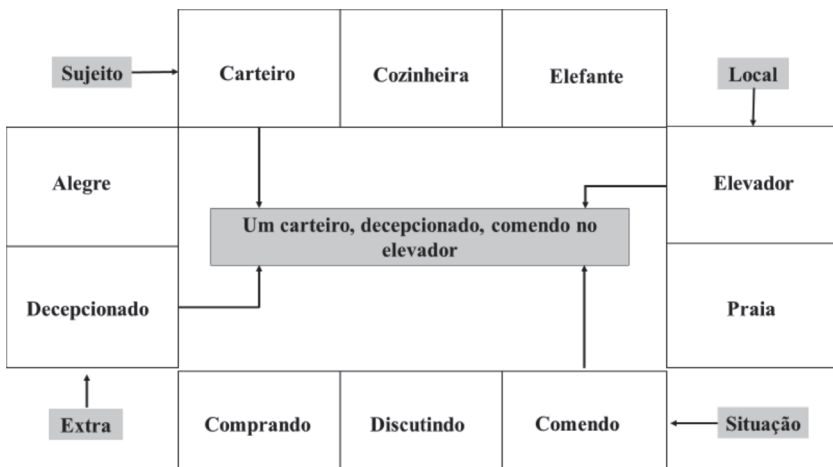 Sujeito
Carteiro
Cozinheira
Elefante
Local
Alegre
Elevador
Um carteiro, decepcionado, comendo no
elevador
Decepcionado
Praia
Extra
Comprando
Discutindo
Comendo
Situação